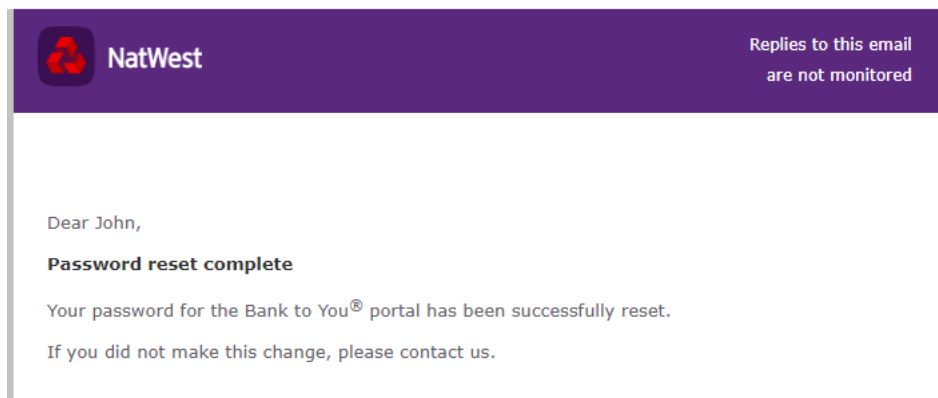 NatWest
Replies to this email
are not monitored
Dear John,
Password reset complete
Your password for the Bank to You® portal has been successfully reset.
If you did not make this change, please contact us.